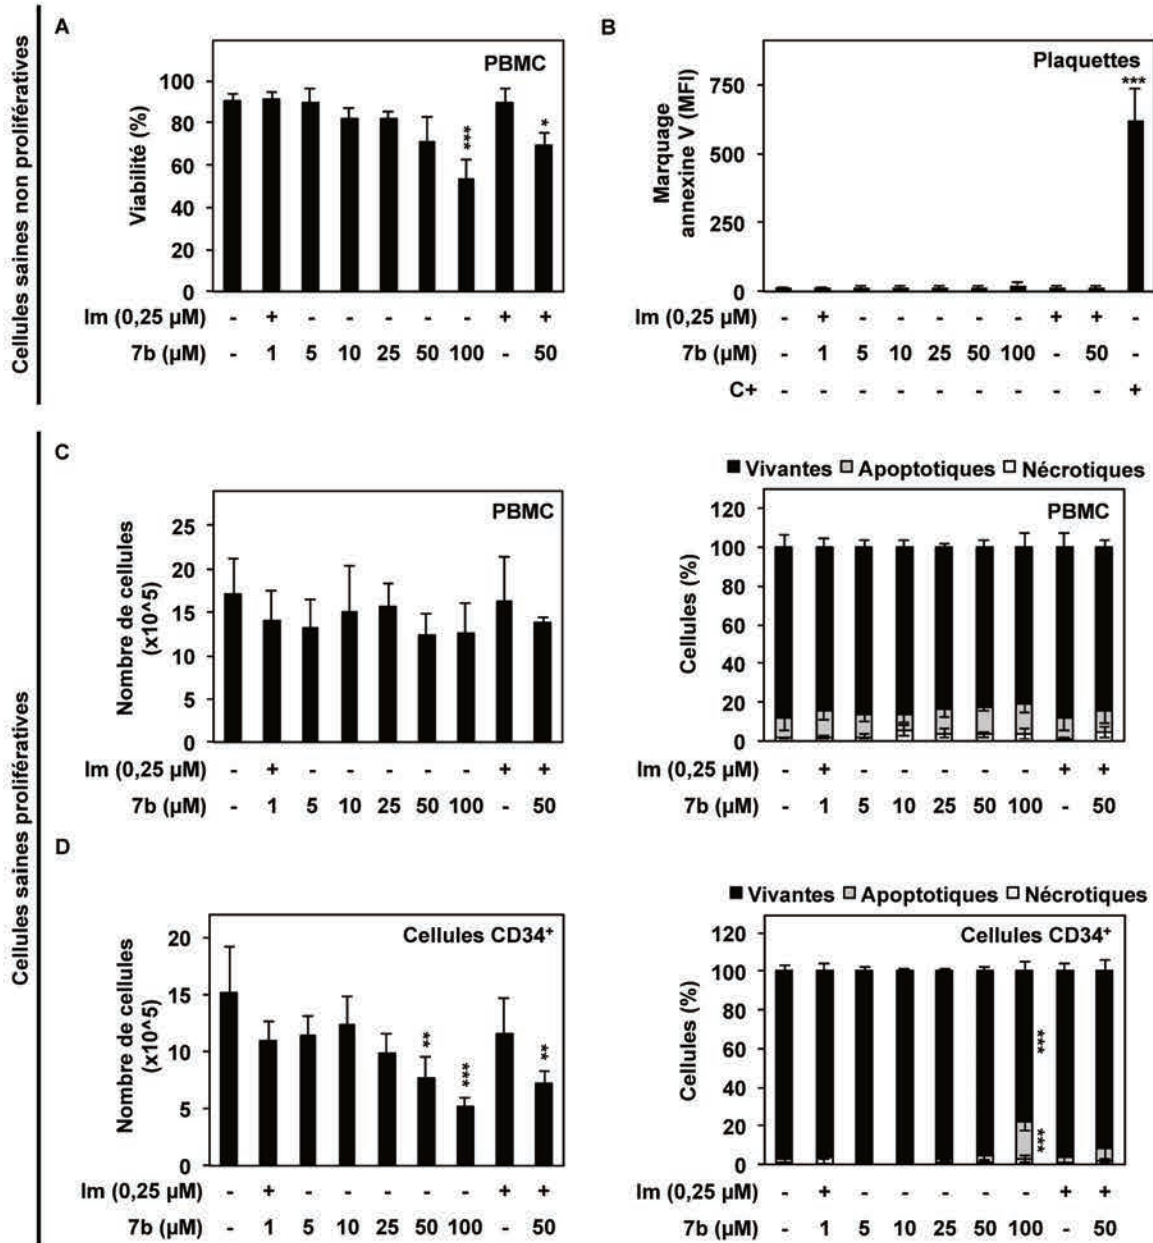 Cellules saines non prolifératives
A
PBMC
Viabilité (%)
100
80
60
40
20
0
***
*
Im (0,25 µM) - + - - - - - + +
7b (µM) - 1 5 10 25 50 100 - 50
B
Plaquettes
Marquage
annexine V (MFI)
750
500
250
0
***
Im (0,25 µM) - + - - - - - + + -
7b (µM) - 1 5 10 25 50 100 - 50 -
C+ - - - - - - - - - +
Cellules saines prolifératives
C
PBMC
Nombre de cellules
(x10^5)
25
20
15
10
5
0
Im (0,25 µM) - + - - - - - + +
7b (µM) - 1 5 10 25 50 100 - 50
Vivantes Apoptotiques Nécrotiques
PBMC
Cellules (%)
120
100
80
60
40
20
0
Im (0,25 µM) - + - - - - - + +
7b (µM) - 1 5 10 25 50 100 - 50
D
Cellules CD34+
Nombre de cellules
(x10^5)
20
15
10
5
0
**
***
**
Im (0,25 µM) - + - - - - - + +
7b (µM) - 1 5 10 25 50 100 - 50
Vivantes Apoptotiques Nécrotiques
Cellules CD34+
Cellules (%)
120
100
80
60
40
20
0
***
***
Im (0,25 µM) - + - - - - - + +
7b (µM) - 1 5 10 25 50 100 - 50